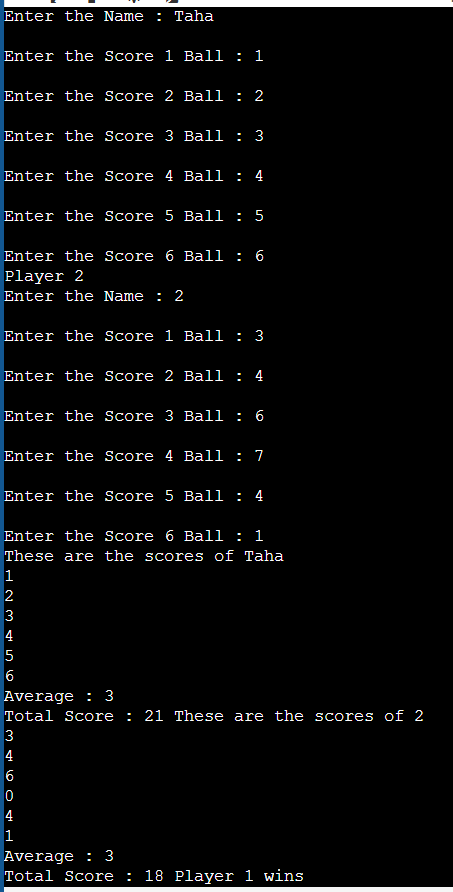 Enter the Name : Taha
Enter the Score 1 Ball : 1
Enter the Score 2 Ball : 2
Enter the Score 3 Ball : 3
Enter the Score 4 Ball : 4
Enter the Score 5 Ball : 5
Enter the Score 6 Ball : 6
Player 2
Enter the Name : 2
Enter the Score 1 Ball : 3
Enter the Score 2 Ball : 4
Enter the Score 3 Ball : 6
Enter the Score 4 Ball : 7
Enter the Score 5 Ball : 4
Enter the Score 6 Ball : 1
These are the scores of Taha
1
2
3
4
5
6
Average : 3
Total Score : 21 These are the scores of 2
3
4
6
0
4
1
Average : 3
Total Score : 18 Player 1 wins